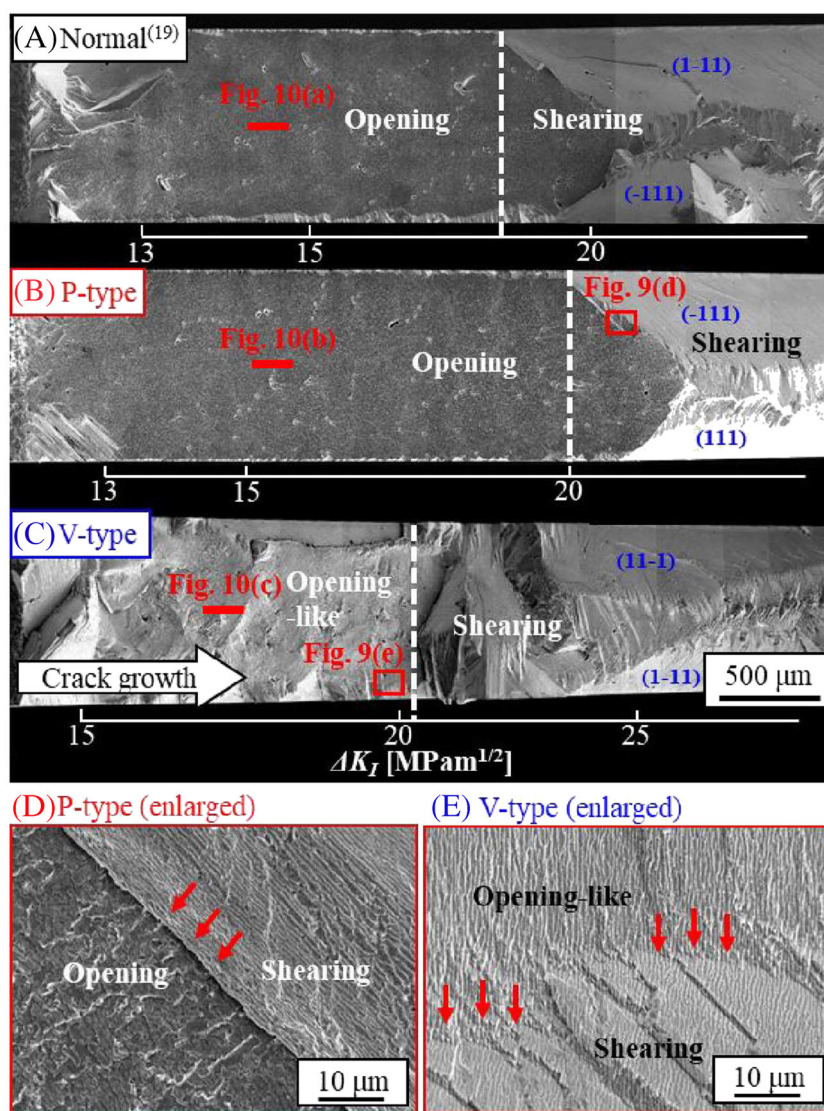 (A) Normal(19)
(1-11)
Fig. 10(a)
Opening
Shearing
(-111)
13
15
20
(B) P-type
Fig. 9(d)
(-111)
Fig. 10(b)
Shearing
Opening
(111)
13
15
20
(C) V-type
(11-1)
Fig. 10(c)
Opening
-like
Shearing
Fig. 9(e)
Crack growth
(1-11)
500 μm
15
20
25
ΔK_I [MPam^1/2]
(D) P-type (enlarged)
(E) V-type (enlarged)
Opening-like
Opening
Shearing
Shearing
10 μm
10 μm